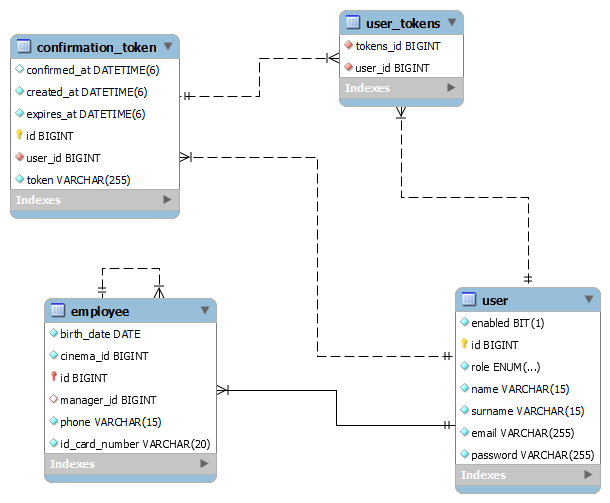 user_tokens
tokens_id BIGINT
user_id BIGINT
Indexes
confirmation_token
confirmed_at DATETIME(6)
created_at DATETIME(6)
expires_at DATETIME(6)
id BIGINT
user_id BIGINT
token VARCHAR(255)
Indexes
employee
birth_date DATE
cinema_id BIGINT
id BIGINT
manager_id BIGINT
phone VARCHAR(15)
id_card_number VARCHAR(20)
Indexes
user
enabled BIT(1)
id BIGINT
role ENUM(...)
name VARCHAR(15)
surname VARCHAR(15)
email VARCHAR(255)
password VARCHAR(255)
Indexes